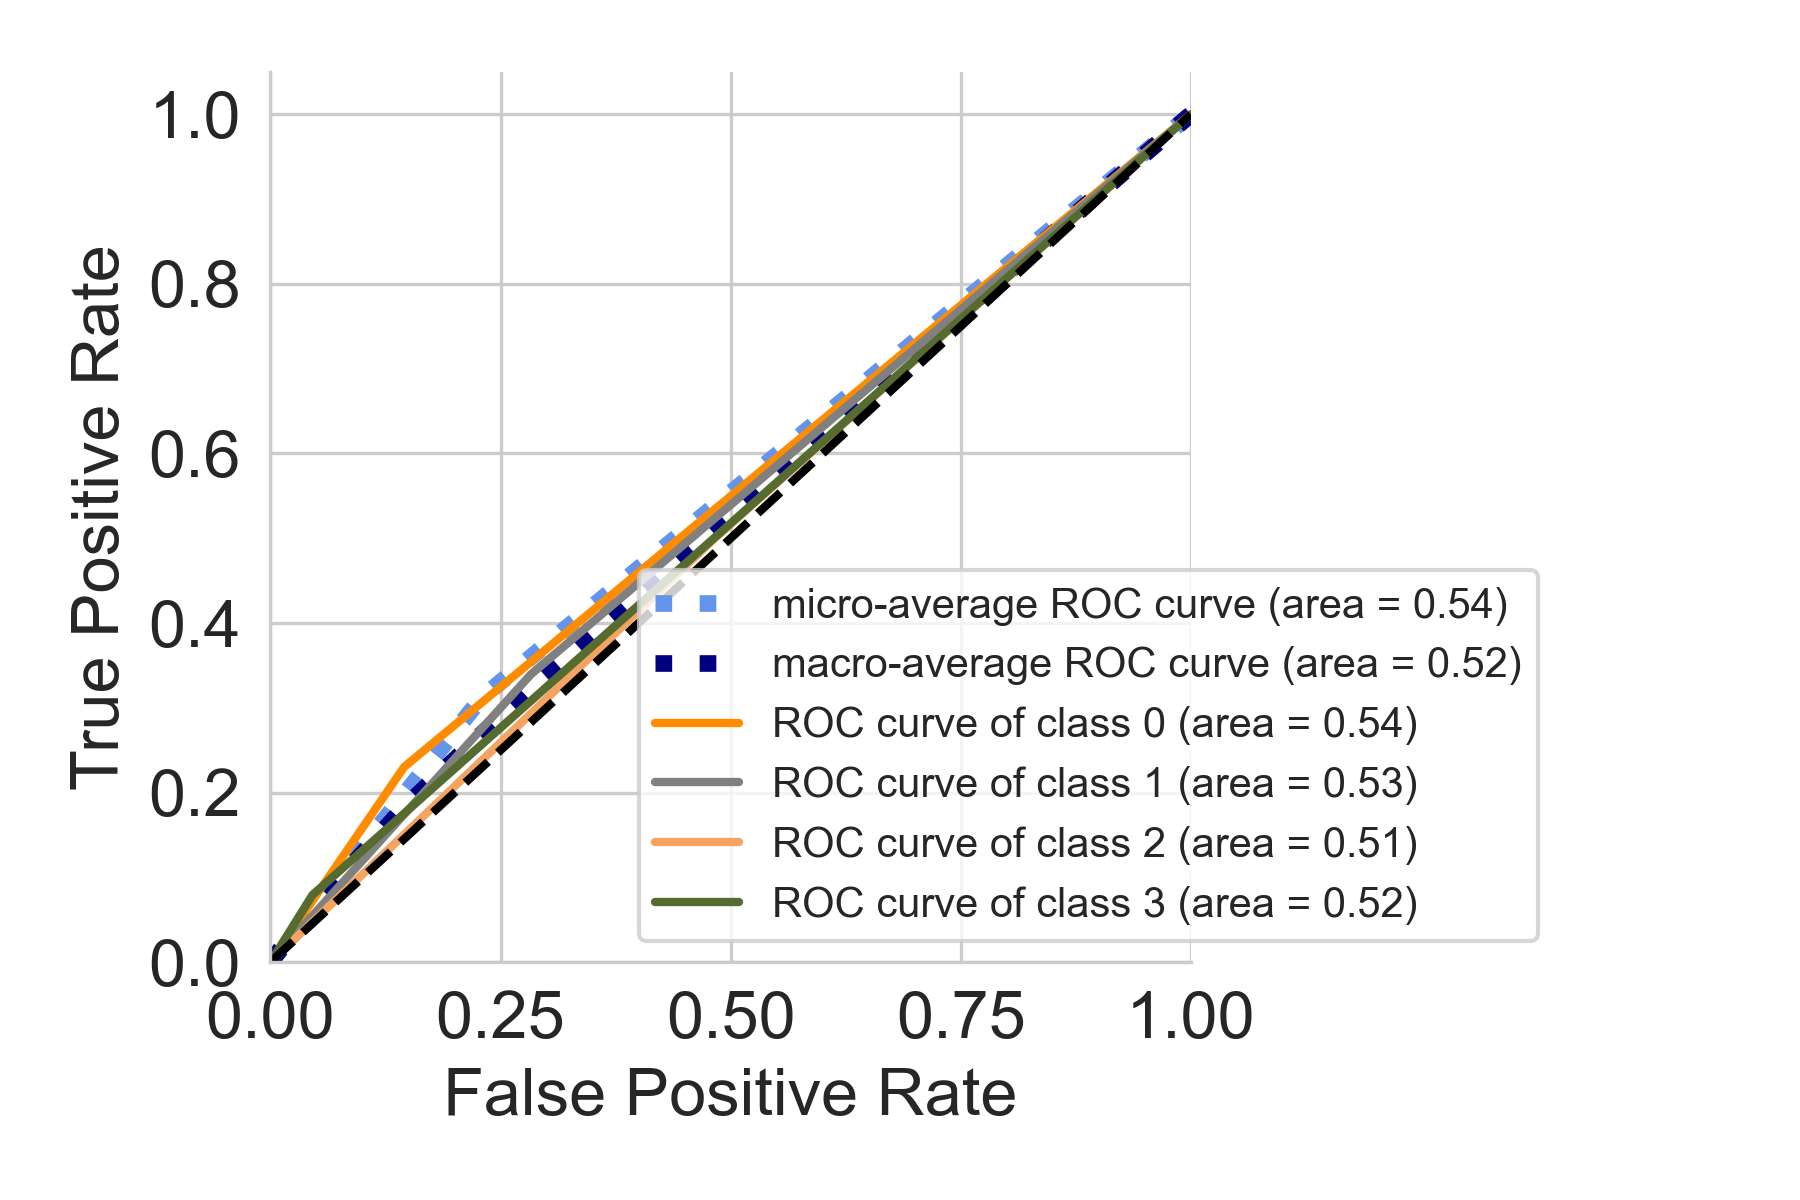 True Positive Rate
1.0
0.8
0.6
0.4
0.2
0.0
0.00 0.25 0.50 0.75 1.00
False Positive Rate
micro-average ROC curve (area = 0.54)
macro-average ROC curve (area = 0.52)
ROC curve of class 0 (area = 0.54)
ROC curve of class 1 (area = 0.53)
ROC curve of class 2 (area = 0.51)
ROC curve of class 3 (area = 0.52)